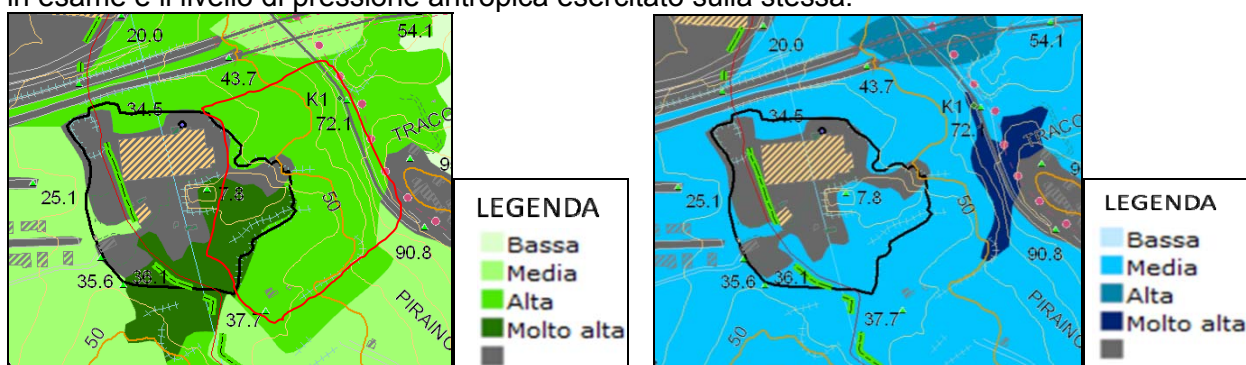 in esame e il livello di pressione antropica esercitato sulla stessa.
20.0
54.1
43.7
34.5
K1
72.1
TRACC
9
25.1
7.8
50
90.8
35.6
36.1
37.7
PIRAINO
50
LEGENDA
Bassa
Media
Alta
Molto alta
20.0
54.1
43.7
34.5
K1
72.
TRACC
9
25.1
7.8
50
90.8
35.6
36.1
37.7
PIRAINO
50
LEGENDA
Bassa
Media
Alta
Molto alta